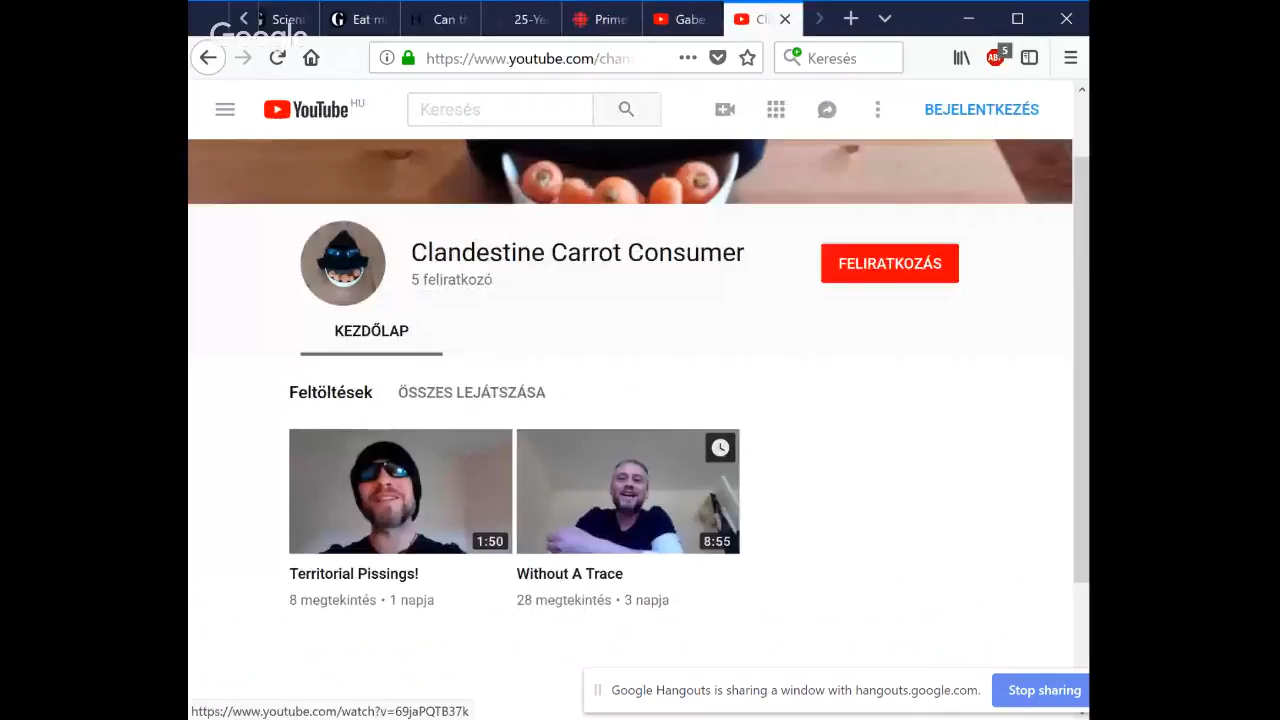 Scien
Eat m
Can th
25-Ye
Prime
Gabe
Cl
Google
https://www.youtube.com/chan
Keresés
5
YouTube HU
Keresés
BEJELENTKEZÉS
Clandestine Carrot Consumer
5 feliratkozó
FELIRATKOZÁS
KEZDŐLAP
Feltöltések ÖSSZES LEJÁTSZÁSA
1:50
8:55
Territorial Pissings!
8 megtekintés • 1 napja
Without A Trace
28 megtekintés • 3 napja
Google Hangouts is sharing a window with hangouts.google.com.
Stop sharing
https://www.youtube.com/watch?v=69jaPQTB37k